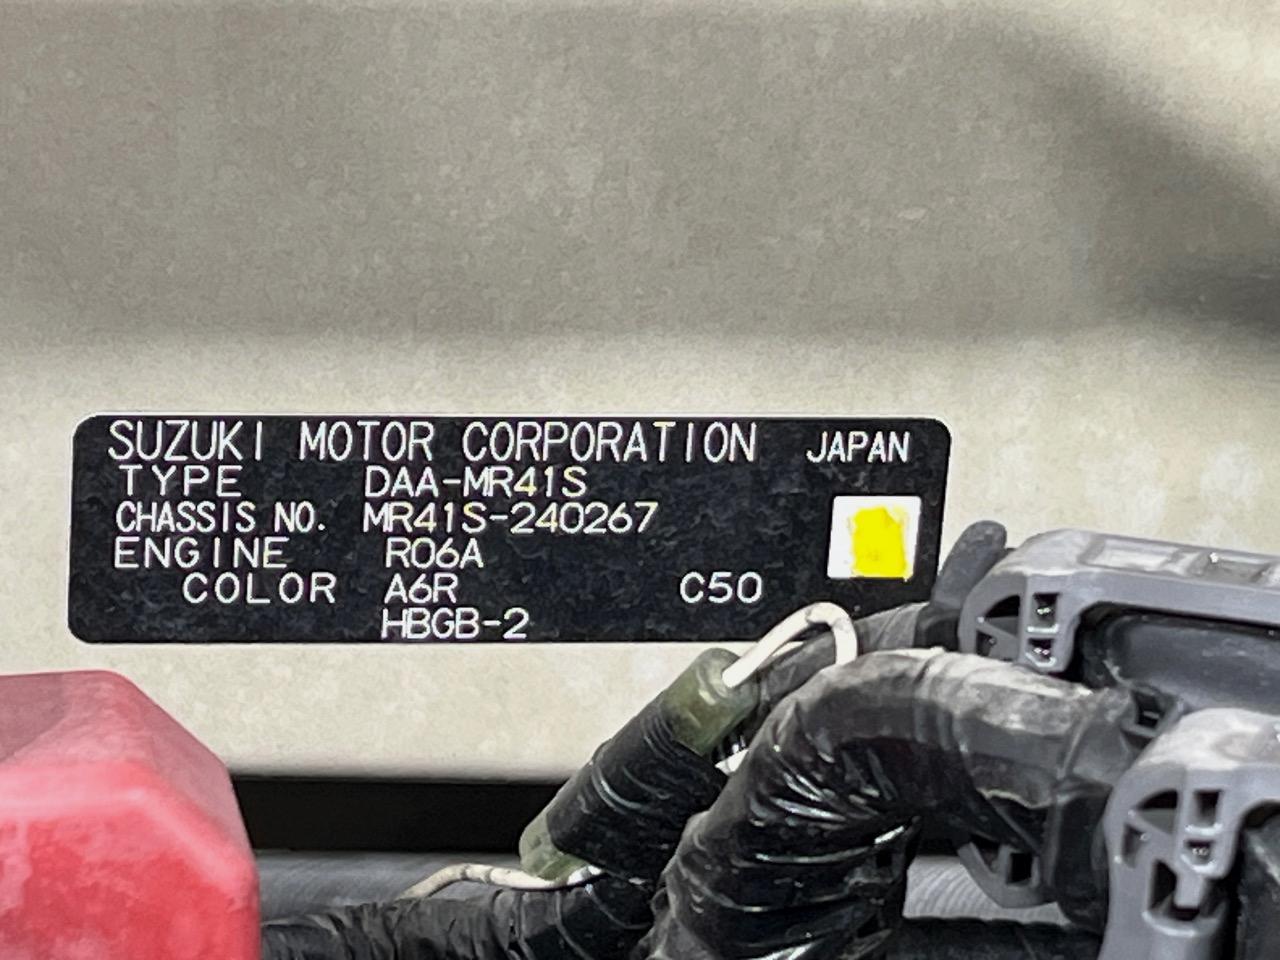 SUZUKI MOTOR CORPORATION JAPAN
TYPE DAA-MR41S
CHASSIS NO. MR41S-240267
ENGINE R06A
COLOR A6R C50
HBGB-2